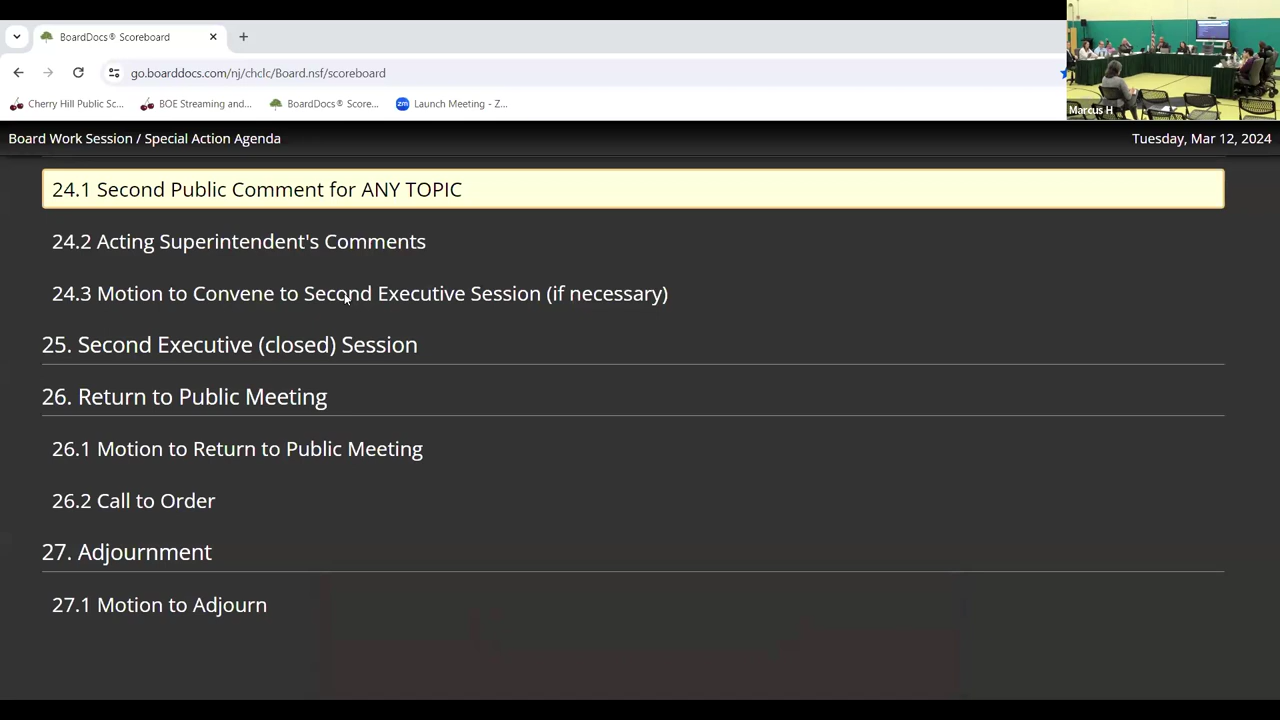 BoardDocs® Scoreboard
go.boarddocs.com/nj/chclc/Board.nsf/scoreboard
Cherry Hill Public Sc...
BOE Streaming and...
BoardDocs® Score...
zm
Launch Meeting - Z...
Marcus H
Board Work Session / Special Action Agenda
Tuesday, Mar 12, 2024
24.1 Second Public Comment for ANY TOPIC
24.2 Acting Superintendent's Comments
24.3 Motion to Convene to Second Executive Session (if necessary)
25. Second Executive (closed) Session
26. Return to Public Meeting
26.1 Motion to Return to Public Meeting
26.2 Call to Order
27. Adjournment
27.1 Motion to Adjourn